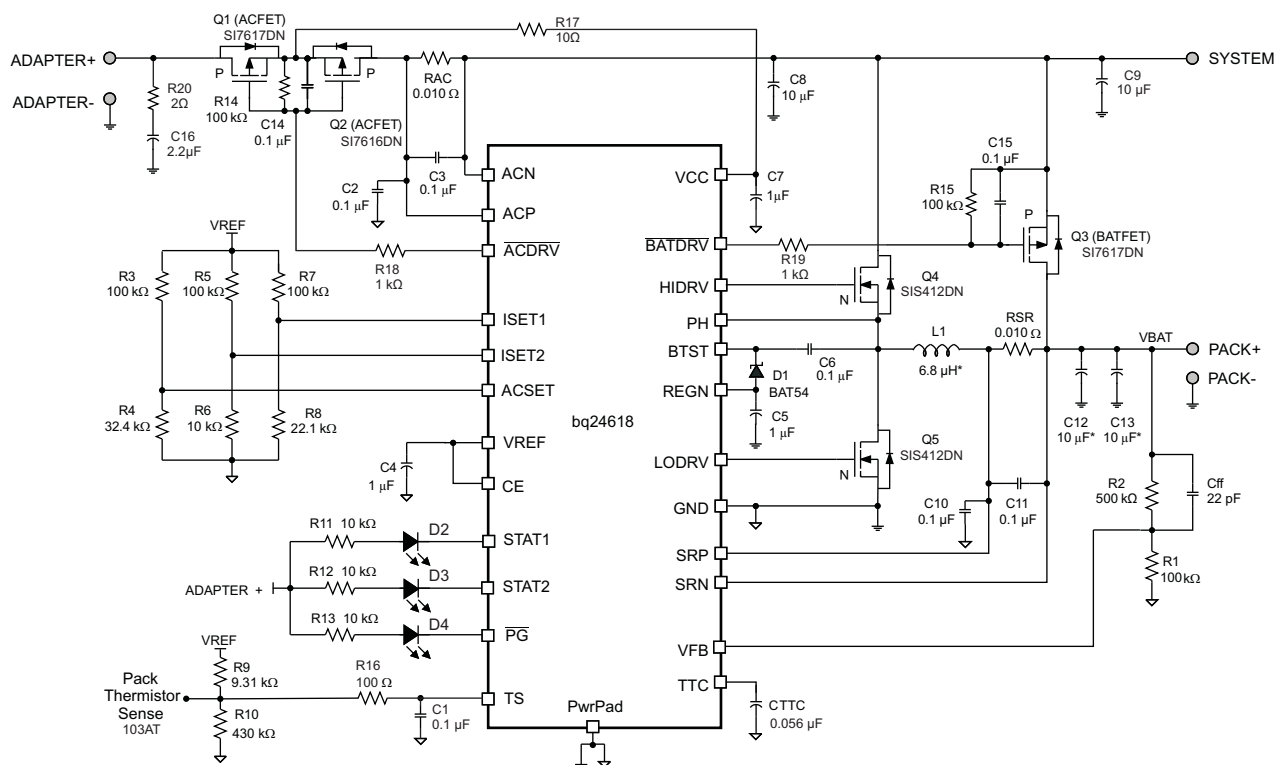 Q1 (ACFET)
SI7617DN
R17
10Ω
ADAPTER+
P
P
SYSTEM
RAC
0.010 Ω
C8
10 µF
C9
10 µF
ADAPTER-
R20
2Ω
R14
100 kΩ
C14
0.1 µF
Q2 (ACFET)
SI7616DN
C16
2.2µF
C15
0.1 µF
C3
0.1 µF
C2
0.1 µF
ACN
VCC
C7
1µF
R15
100 kΩ
P
ACP
VREF
ACDRV
BATDRV
Q3 (BATFET)
SI7617DN
R18
1 kΩ
R19
1 kΩ
R3
100 kΩ
R5
100 kΩ
R7
100 kΩ
HIDRV
Q4
SIS412DN
N
ISET1
PH
RSR
0.010 Ω
L1
6.8 µH*
VBAT
ISET2
BTST
PACK+
C6
0.1 µF
D1
BAT54
ACSET
REGN
PACK-
R4
32.4 kΩ
R6
10 kΩ
R8
22.1 kΩ
bq24618
C5
1 µF
C12
10 µF*
C13
10 µF*
VREF
Q5
SIS412DN
C4
1 µF
LODRV
N
CE
R2
500 kΩ
Cff
22 pF
GND
C10
0.1 µF
C11
0.1 µF
R11 10 kΩ
D2
STAT1
SRP
R12 10 kΩ
D3
R1
100kΩ
ADAPTER +
STAT2
SRN
R13 10 kΩ
D4
PG
VREF
VFB
R9
9.31 kΩ
R16
100 Ω
Pack
Thermistor
Sense
103AT
TS
TTC
R10
430 kΩ
C1
0.1 µF
PwrPad
CTTC
0.056 µF